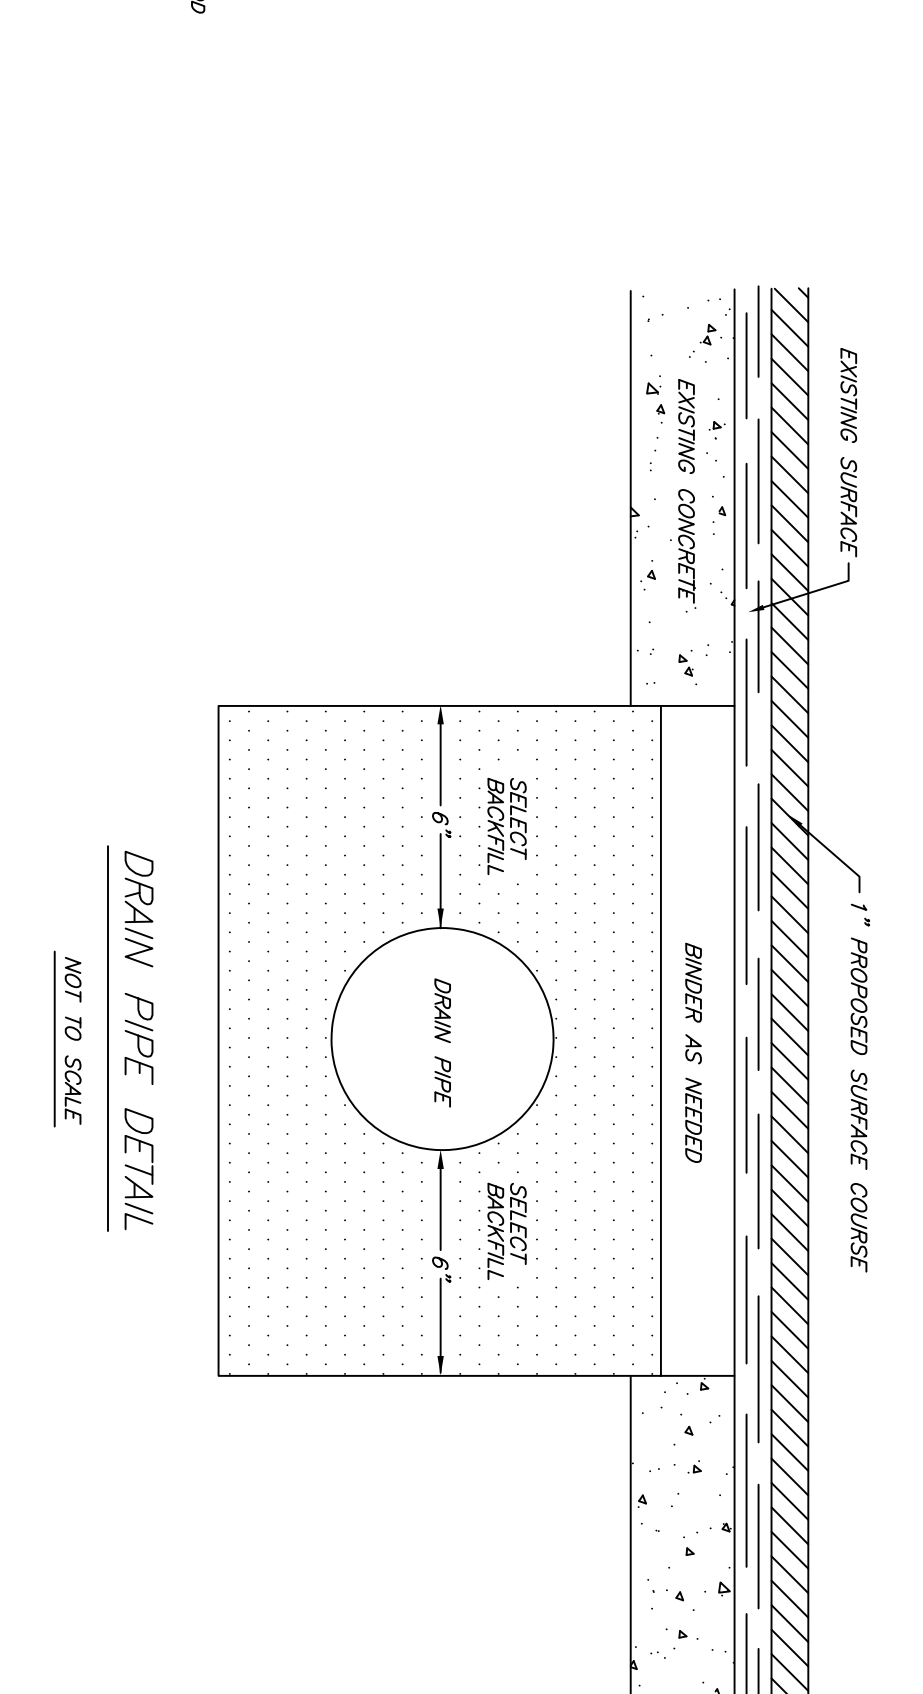 EXISTING SURFACE
1" PROPOSED SURFACE COURSE
EXISTING CONCRETE
BINDER AS NEEDED
SELECT
BACKFILL
SELECT
BACKFILL
6"
DRAIN PIPE
6"
DRAIN PIPE DETAIL
NOT TO SCALE